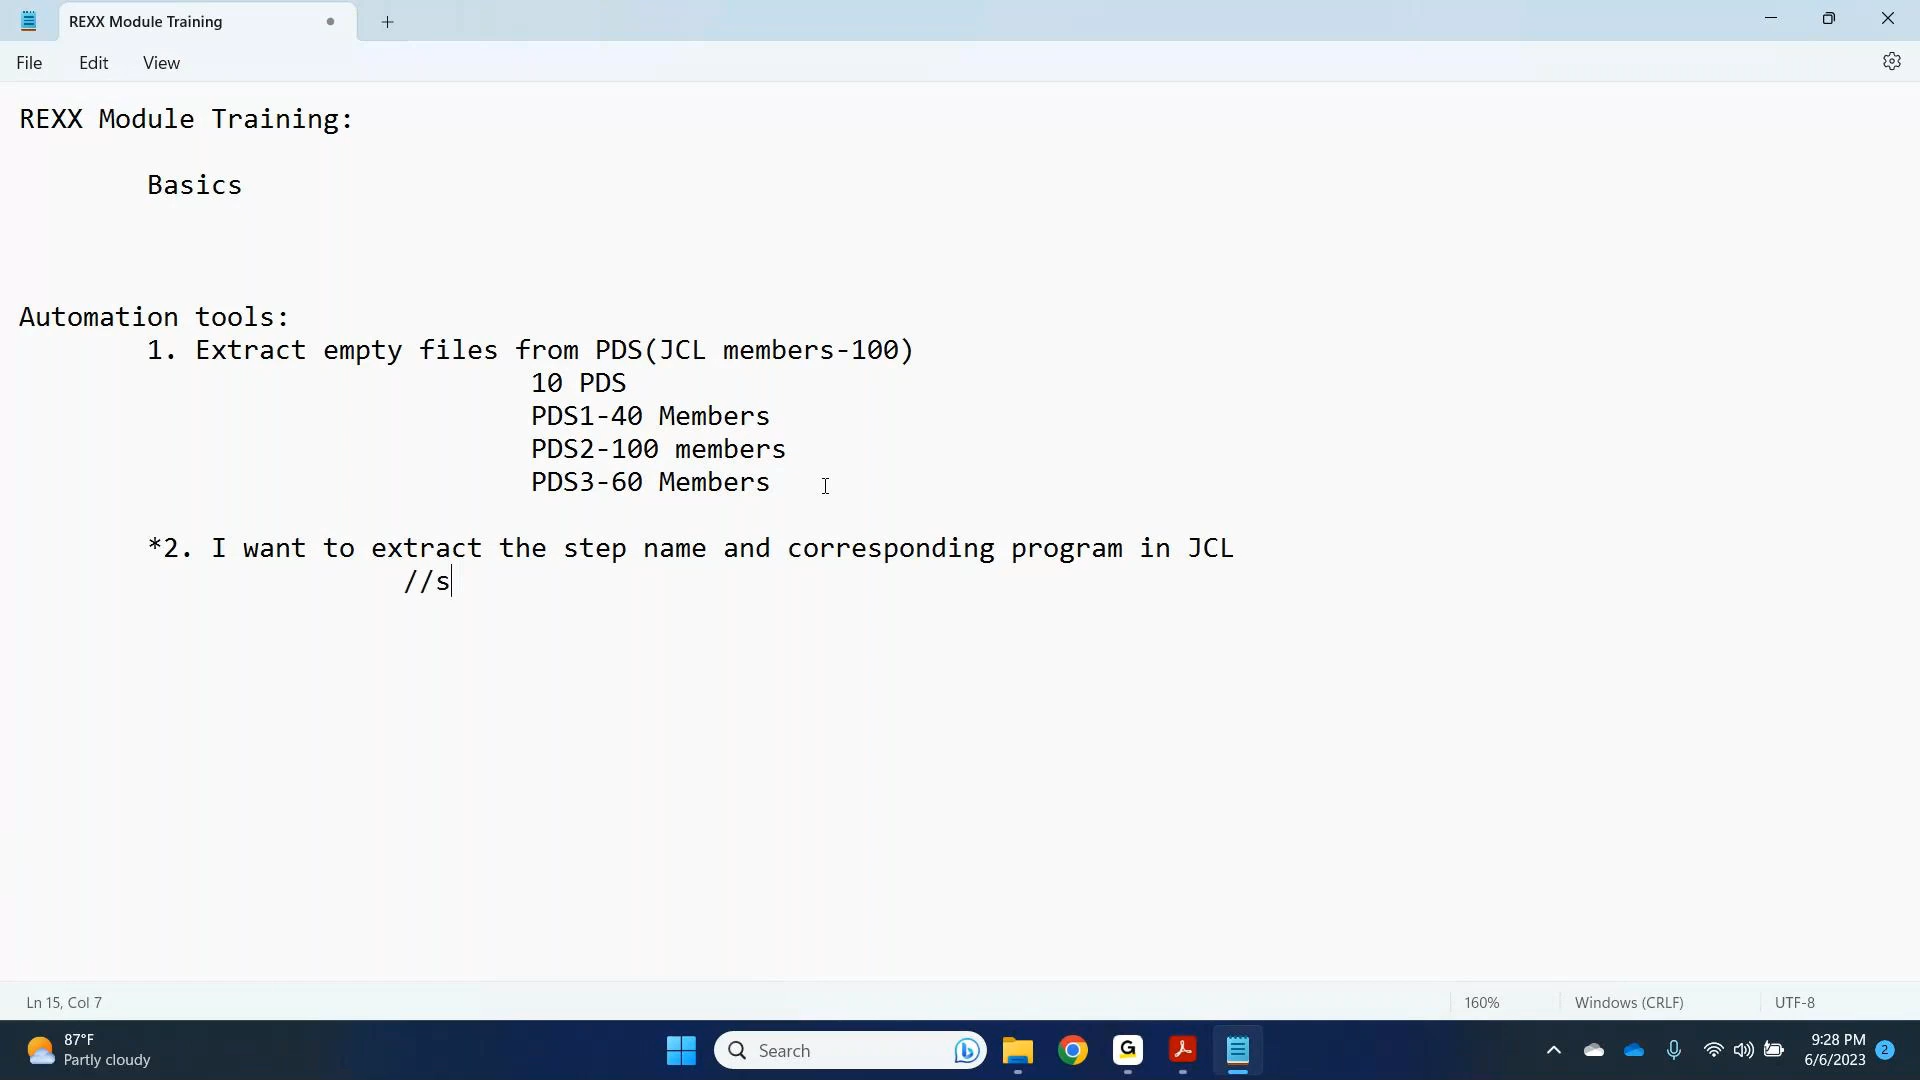 REXX Module Training
File Edit View
REXX Module Training:
Basics
Automation tools:
1. Extract empty files from PDS(JCL members-100)
10 PDS
PDS1-40 Members
PDS2-100 members
PDS3-60 Members
*2. I want to extract the step name and corresponding program in JCL
//s
Ln 15, Col 7 160% Windows (CRLF) UTF-8
87°F
Partly cloudy
Search
G
9:28 PM
6/6/2023
2